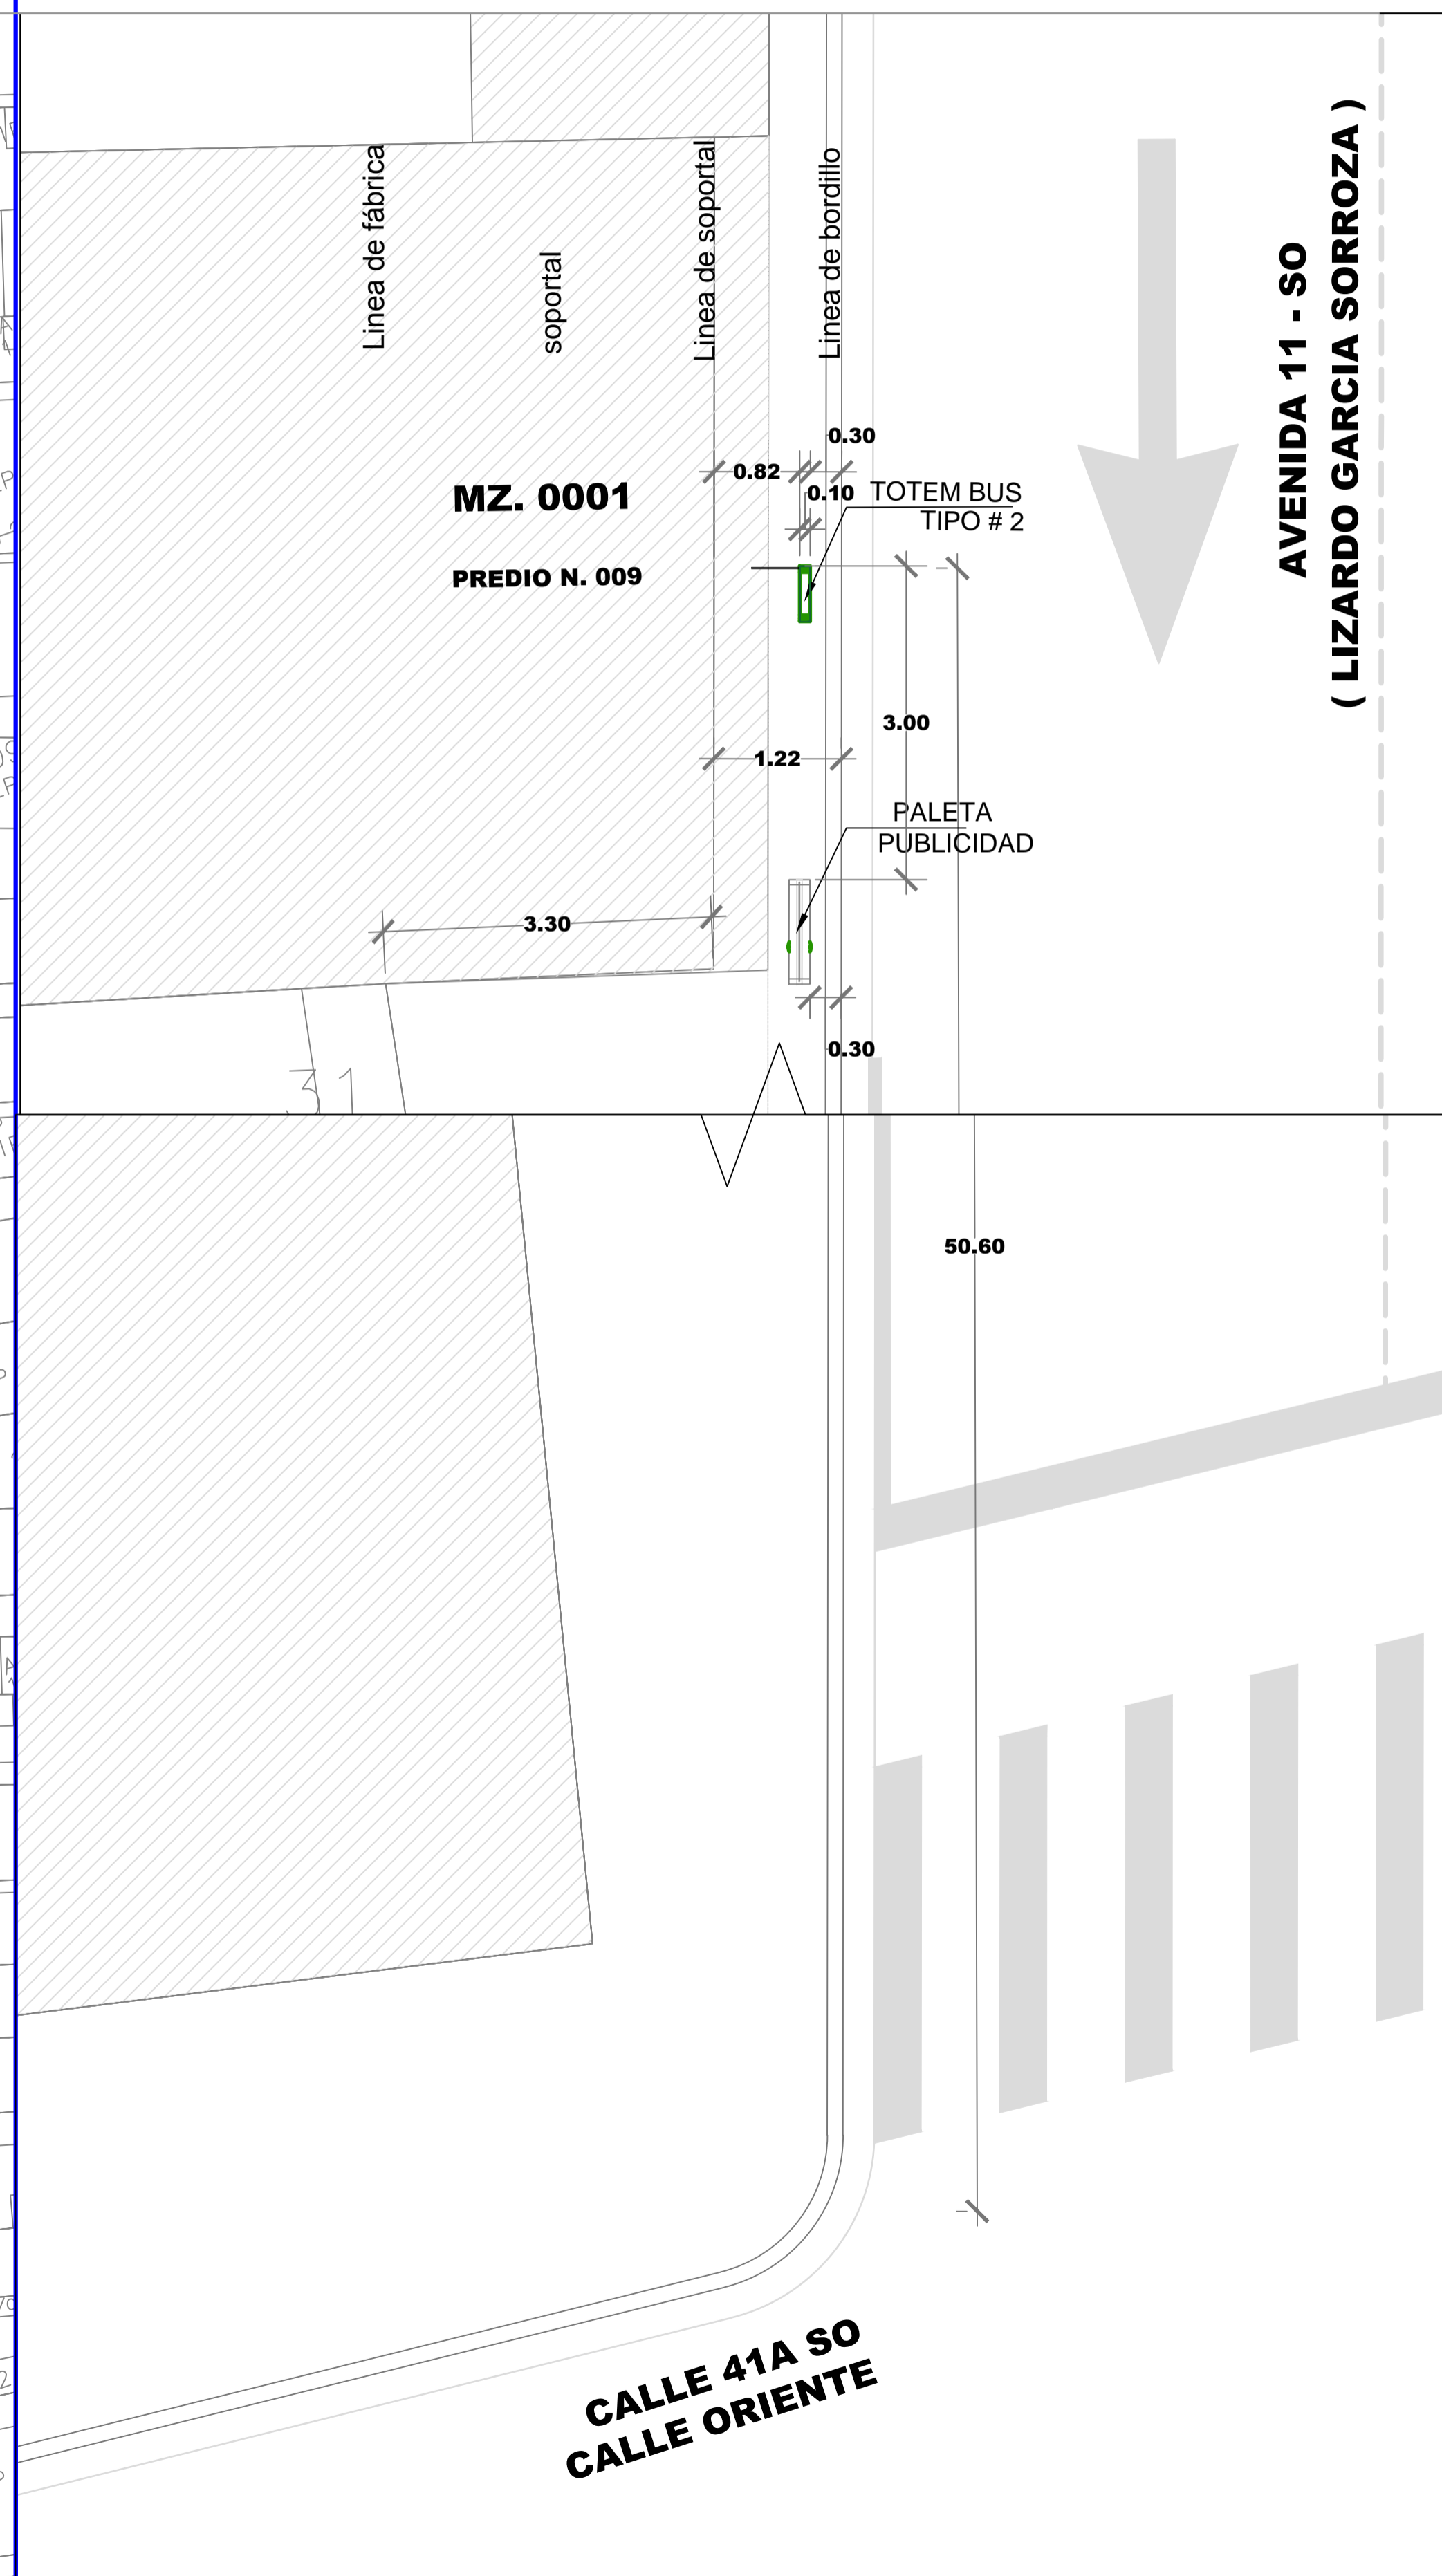 Linea de fábrica
soportal
Linea de soportal
Linea de bordillo
AVENIDA 11 - SO
( LIZARDO GARCIA SORROZA )
0.30
0.82
0.10
TOTEM BUS
TIPO # 2
MZ. 0001
PREDIO N. 009
3.00
1.22
PALETA
PUBLICIDAD
3.30
0.30
31
50.60
CALLE 41A SO
CALLE ORIENTE